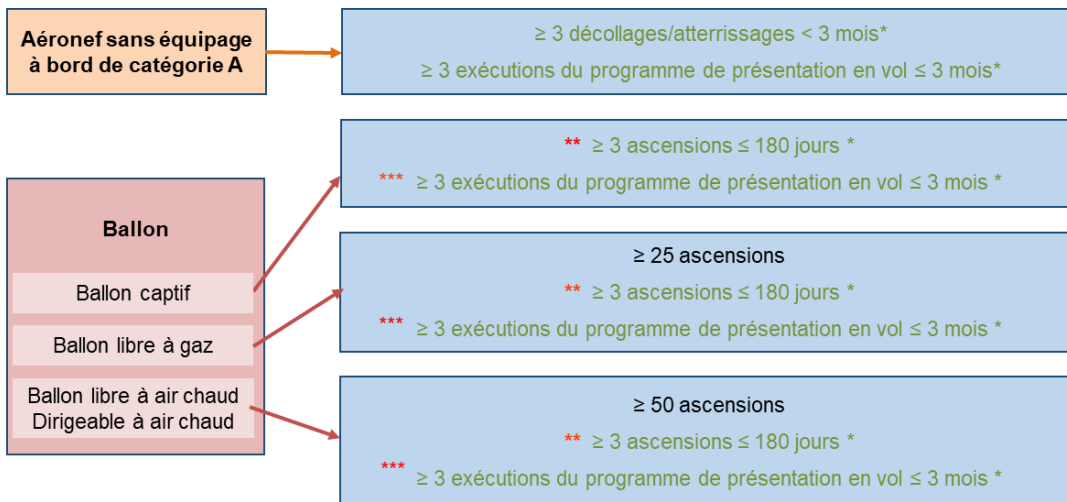 Aéronef sans équipage
à bord de catégorie A
≥ 3 décollages/atterrissages < 3 mois*
≥ 3 exécutions du programme de présentation en vol ≤ 3 mois*
Ballon
Ballon captif
** ≥ 3 ascensions ≤ 180 jours *
*** ≥ 3 exécutions du programme de présentation en vol ≤ 3 mois *
Ballon libre à gaz
≥ 25 ascensions
** ≥ 3 ascensions ≤ 180 jours *
*** ≥ 3 exécutions du programme de présentation en vol ≤ 3 mois *
Ballon libre à air chaud
Dirigeable à air chaud
≥ 50 ascensions
** ≥ 3 ascensions ≤ 180 jours *
*** ≥ 3 exécutions du programme de présentation en vol ≤ 3 mois *